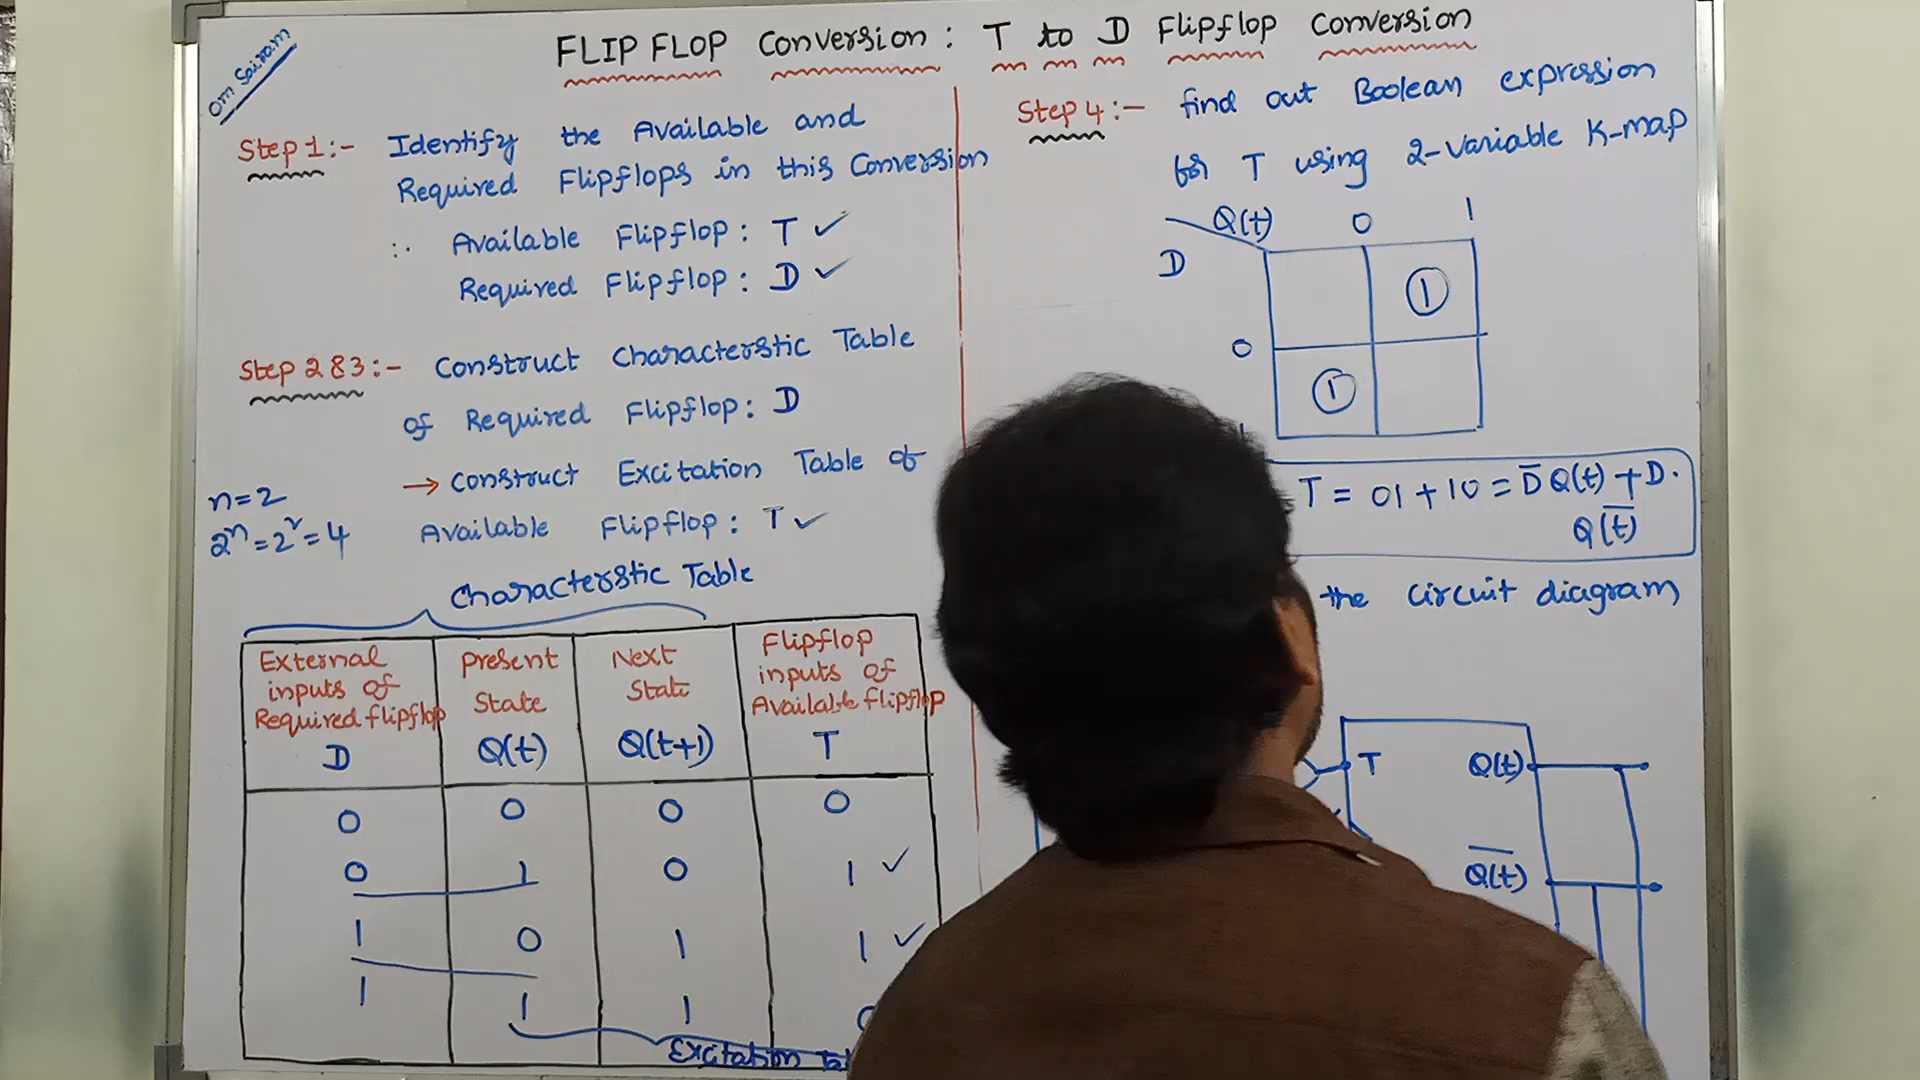 Om Sairam
FLIP FLOP Conversion: T to D Flipflop Conversion
Step 1:- Identify the Available and
Required Flipflops in this Conversion
∴ Available Flipflop: T ✓
Required Flipflop: D ✓
Step 2&3:- Construct Characterstic Table
of Required Flipflop: D
→ Construct Excitation Table of
Available Flipflop: T ✓
n=2
2ⁿ=2²=4
Characterstic Table
External inputs of Required flipflop D
Present State Q(t)
Next State Q(t+1)
Flipflop inputs of Available flipflop T
0 0 0 0
0 1 0 1 ✓
1 0 1 1 ✓
1 1 1 0
Excitation
Step 4:- find out Boolean expression
for T using 2-variable K-map
Q(t) 0 1
D
1
0
1
T = 01 + 10 = D̅ Q(t) + D.
Q̅(t)
the circuit diagram
T Q(t)
Q̅(t)